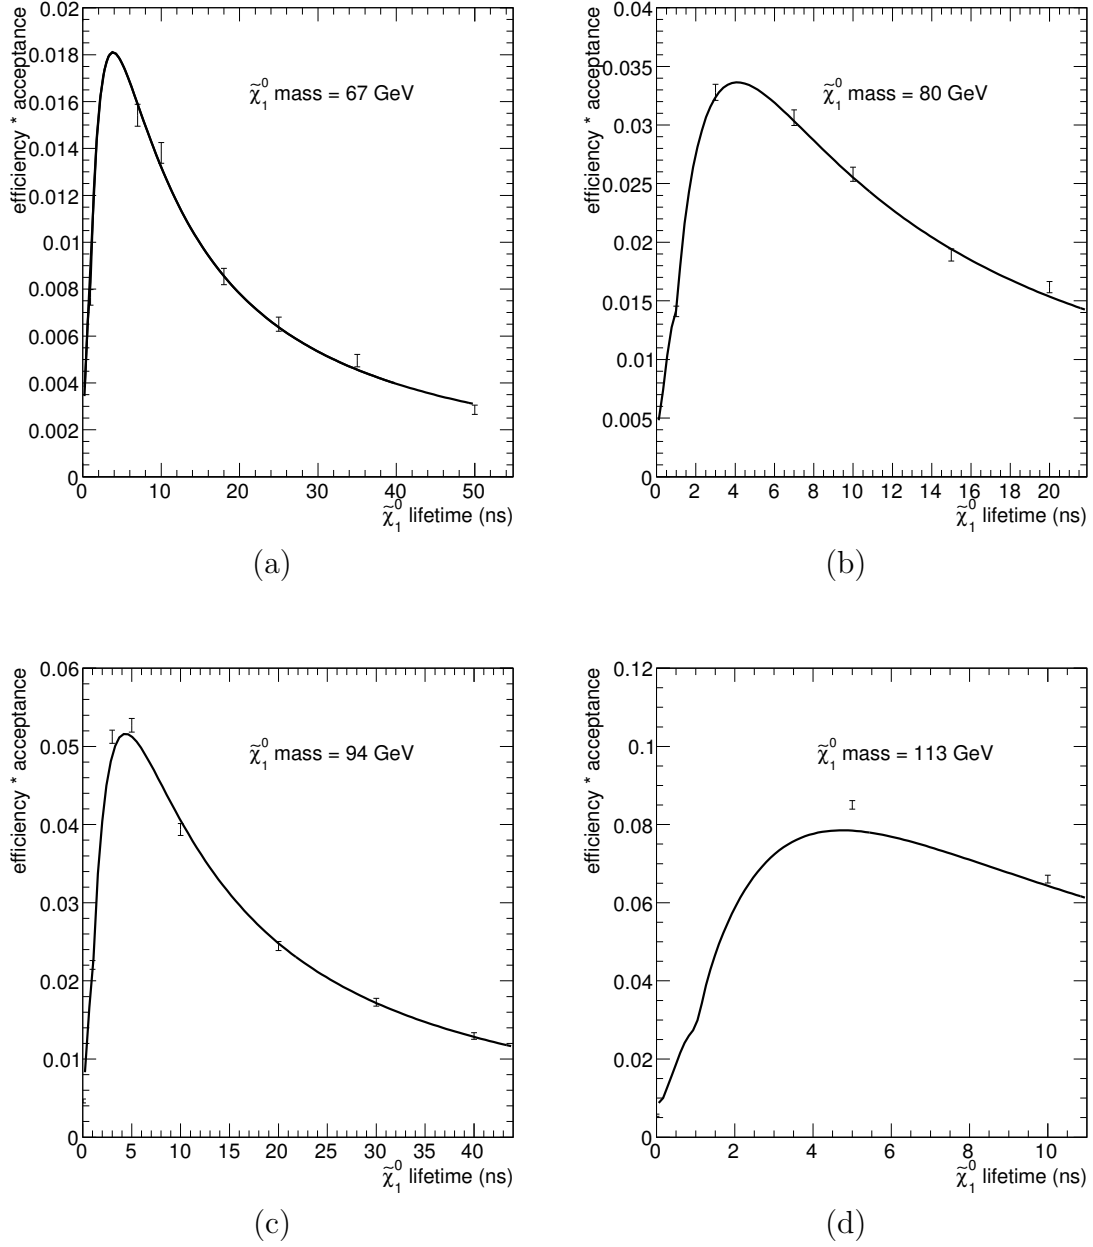 efficiency * acceptance
0.02
0.018
0.016
0.014
0.012
0.01
0.008
0.006
0.004
0.002
0
χ̃₁⁰ mass = 67 GeV
0 10 20 30 40 50
χ̃₁⁰ lifetime (ns)
(a)
efficiency * acceptance
0.04
0.035
0.03
0.025
0.02
0.015
0.01
0.005
0
χ̃₁⁰ mass = 80 GeV
0 2 4 6 8 10 12 14 16 18 20
χ̃₁⁰ lifetime (ns)
(b)
efficiency * acceptance
0.06
0.05
0.04
0.03
0.02
0.01
0
χ̃₁⁰ mass = 94 GeV
0 5 10 15 20 25 30 35 40
χ̃₁⁰ lifetime (ns)
(c)
efficiency * acceptance
0.12
0.1
0.08
0.06
0.04
0.02
0
χ̃₁⁰ mass = 113 GeV
0 2 4 6 8 10
χ̃₁⁰ lifetime (ns)
(d)